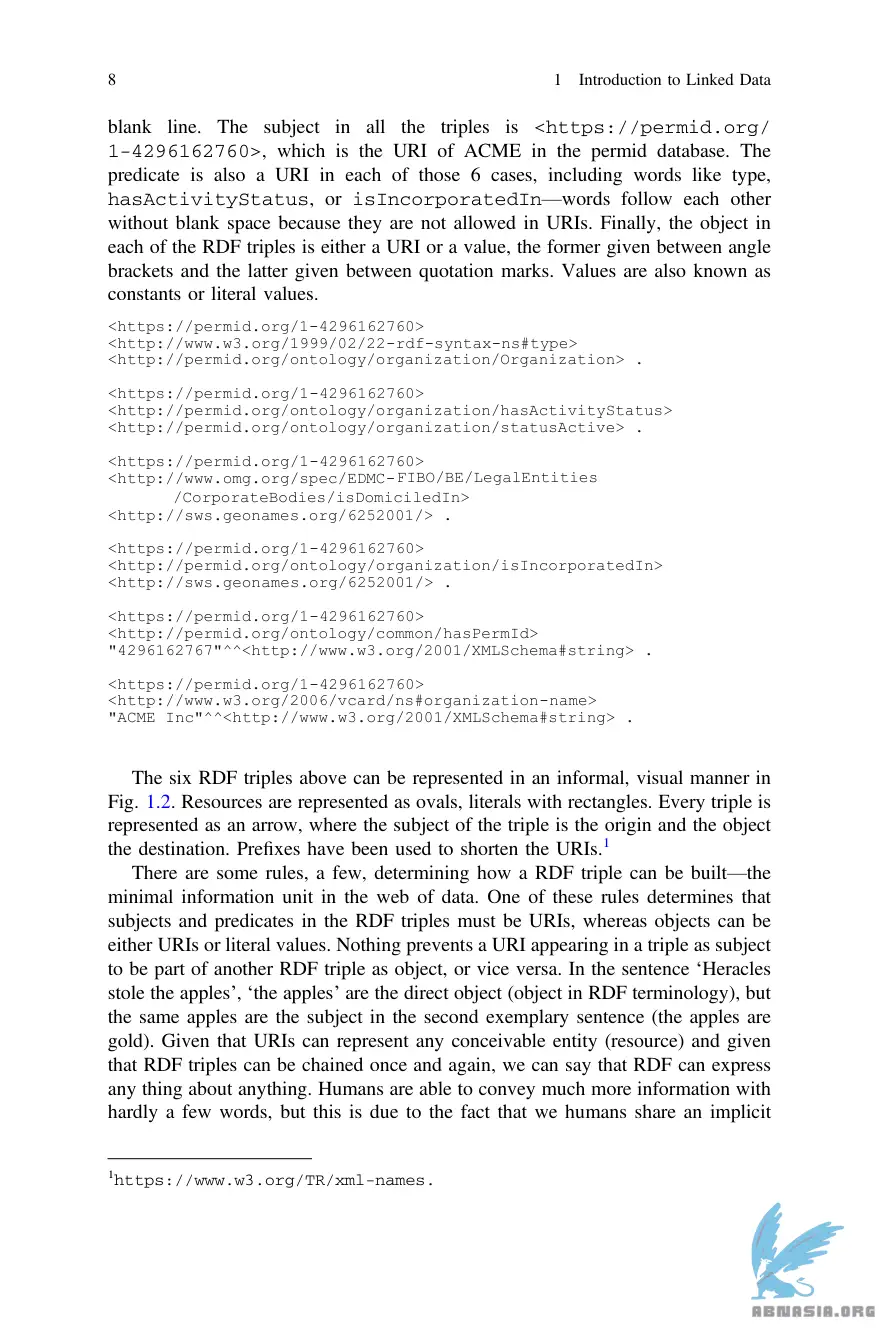 8 1 Introduction to Linked Data
blank line. The subject in all the triples is <https://permid.org/
1-4296162760>, which is the URI of ACME in the permid database. The
predicate is also a URI in each of those 6 cases, including words like type,
hasActivityStatus, or isIncorporatedIn—words follow each other
without blank space because they are not allowed in URIs. Finally, the object in
each of the RDF triples is either a URI or a value, the former given between angle
brackets and the latter given between quotation marks. Values are also known as
constants or literal values.
<https://permid.org/1-4296162760>
<http://www.w3.org/1999/02/22-rdf-syntax-ns#type>
<http://permid.org/ontology/organization/Organization> .
<https://permid.org/1-4296162760>
<http://permid.org/ontology/organization/hasActivityStatus>
<http://permid.org/ontology/organization/statusActive> .
<https://permid.org/1-4296162760>
<http://www.omg.org/spec/EDMC-FIBO/BE/LegalEntities
/CorporateBodies/isDomiciledIn>
<http://sws.geonames.org/6252001/> .
<https://permid.org/1-4296162760>
<http://permid.org/ontology/organization/isIncorporatedIn>
<http://sws.geonames.org/6252001/> .
<https://permid.org/1-4296162760>
<http://permid.org/ontology/common/hasPermId>
"4296162767"^^<http://www.w3.org/2001/XMLSchema#string> .
<https://permid.org/1-4296162760>
<http://www.w3.org/2006/vcard/ns#organization-name>
"ACME Inc"^^<http://www.w3.org/2001/XMLSchema#string> .
The six RDF triples above can be represented in an informal, visual manner in
Fig. 1.2. Resources are represented as ovals, literals with rectangles. Every triple is
represented as an arrow, where the subject of the triple is the origin and the object
the destination. Prefixes have been used to shorten the URIs.1
There are some rules, a few, determining how a RDF triple can be built—the
minimal information unit in the web of data. One of these rules determines that
subjects and predicates in the RDF triples must be URIs, whereas objects can be
either URIs or literal values. Nothing prevents a URI appearing in a triple as subject
to be part of another RDF triple as object, or vice versa. In the sentence ‘Heracles
stole the apples’, ‘the apples’ are the direct object (object in RDF terminology), but
the same apples are the subject in the second exemplary sentence (the apples are
gold). Given that URIs can represent any conceivable entity (resource) and given
that RDF triples can be chained once and again, we can say that RDF can express
any thing about anything. Humans are able to convey much more information with
hardly a few words, but this is due to the fact that we humans share an implicit
1https://www.w3.org/TR/xml-names.
ABNASIA.ORG